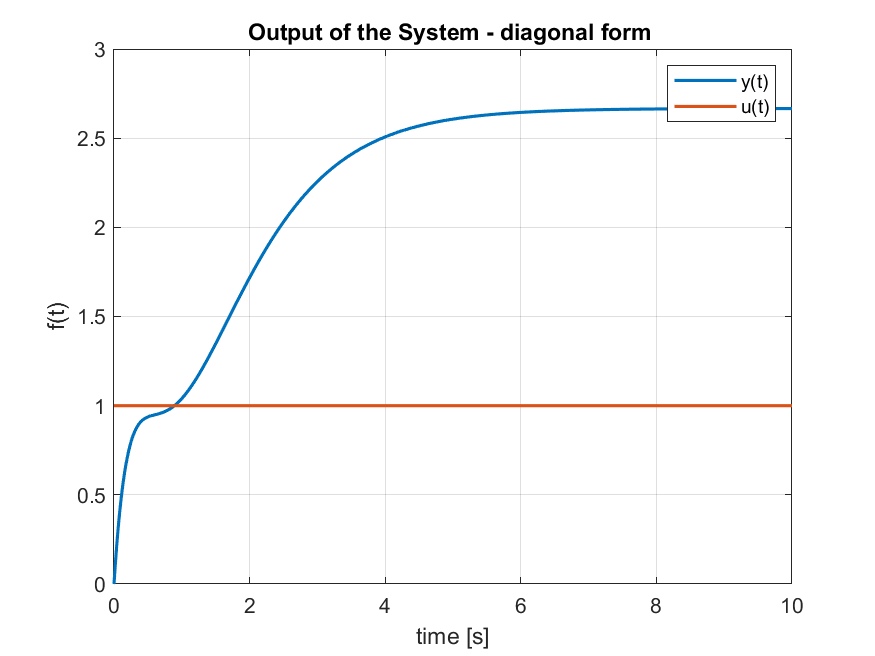 Output of the System - diagonal form
y(t)
u(t)
3
2.5
2
1.5
1
0.5
0
f(t)
0 2 4 6 8 10
time [s]